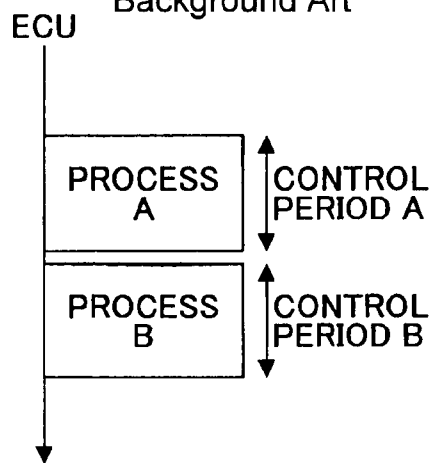 Background Art
ECU
PROCESS
A
CONTROL
PERIOD A
PROCESS
B
CONTROL
PERIOD B